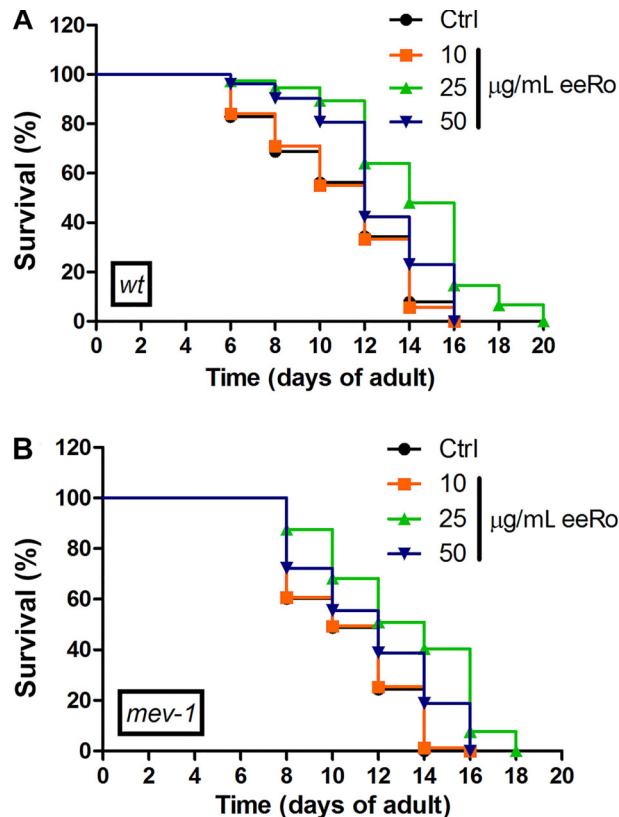 A
Ctrl
10
25
50
μg/mL eeRo
Survival (%)
120
100
80
60
40
20
0
wt
0 2 4 6 8 10 12 14 16 18 20
Time (days of adult)
B
Ctrl
10
25
50
μg/mL eeRo
Survival (%)
120
100
80
60
40
20
0
mev-1
0 2 4 6 8 10 12 14 16 18 20
Time (days of adult)